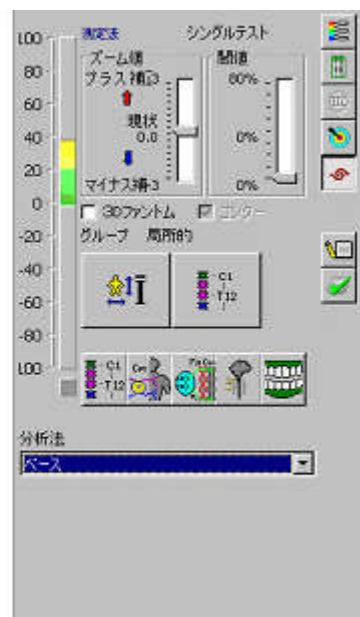 測定法 シングルテスト
ズーム値
プラス補正3
現状
0.0
マイナス補-3
閾値
80%
0%
0%
100
80
60
40
20
0
-20
-40
-60
-80
100
3Dファントム
グループ 局所的
C1
T12
C1
T12
分析法
ベース